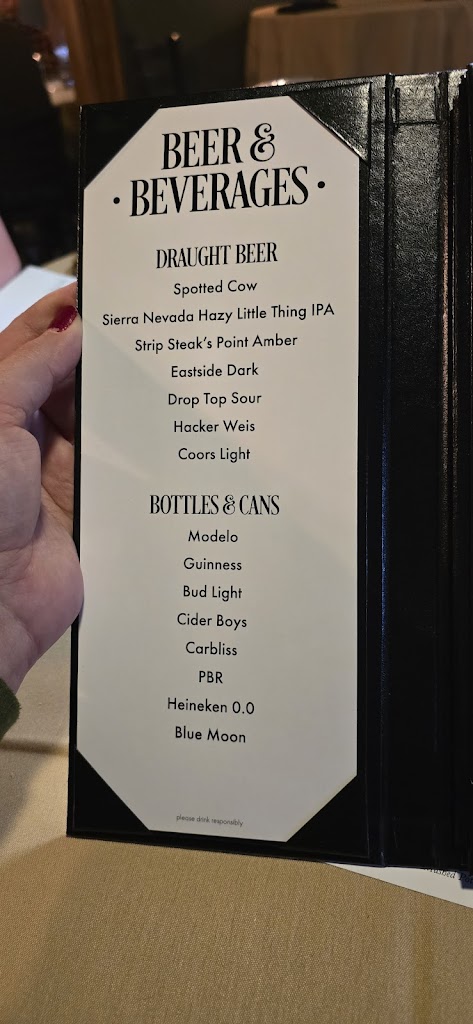 BEER &
• BEVERAGES •
DRAUGHT BEER
Spotted Cow
Sierra Nevada Hazy Little Thing IPA
Strip Steak's Point Amber
Eastside Dark
Drop Top Sour
Hacker Weis
Coors Light
BOTTLES & CANS
Modelo
Guinness
Bud Light
Cider Boys
Carbliss
PBR
Heineken 0.0
Blue Moon
please drink responsibly